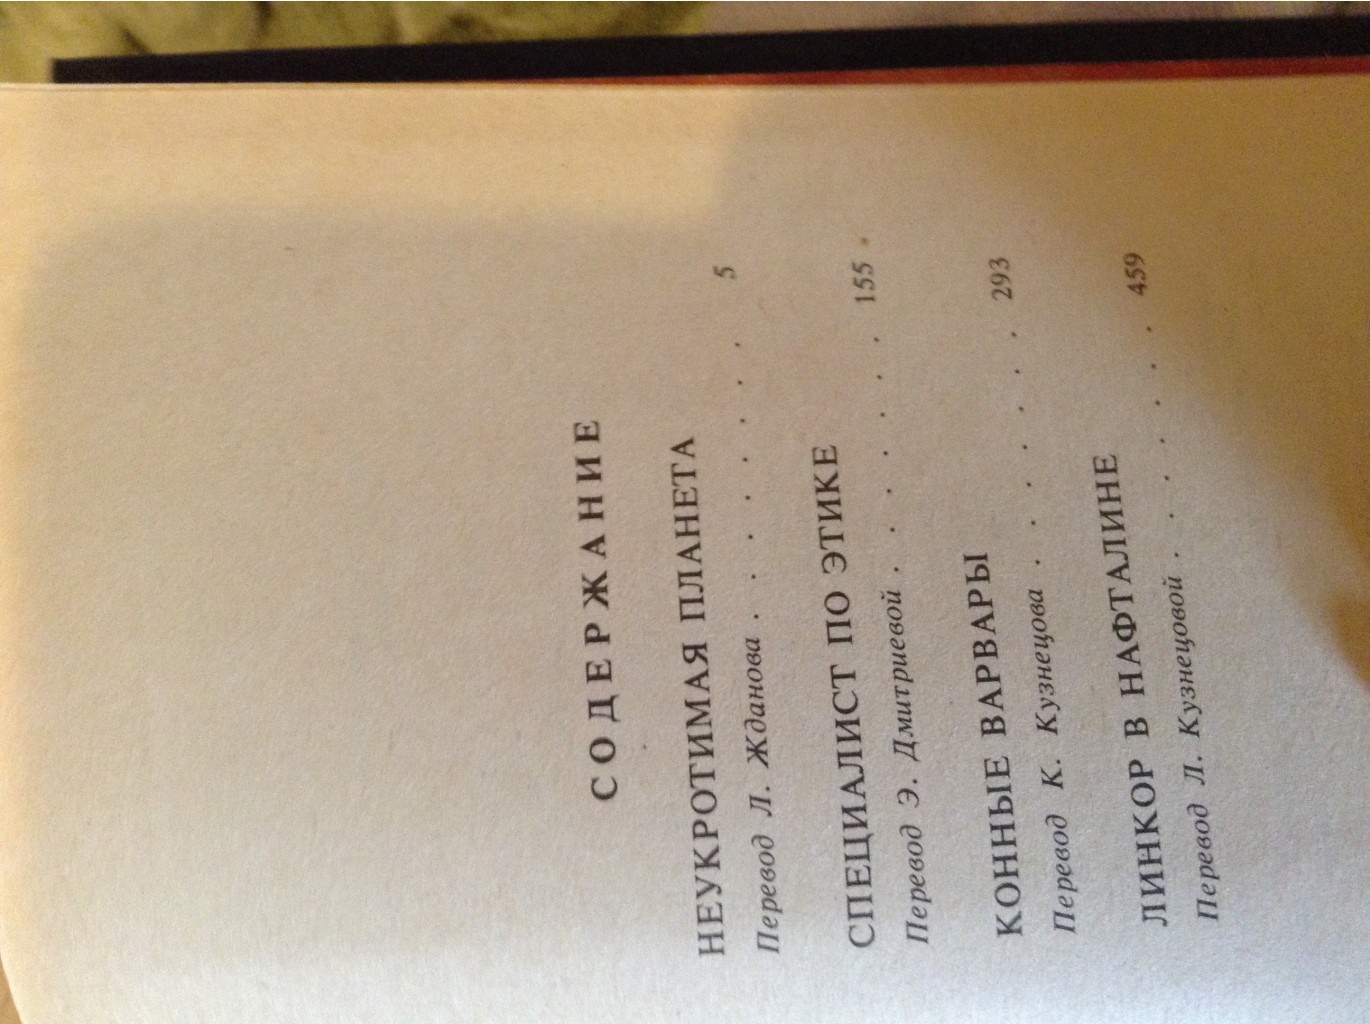 СОДЕРЖАНИЕ
НЕУКРОТИМАЯ ПЛАНЕТА
Перевод Л. Жданова . . . . . . . . 5
СПЕЦИАЛИСТ ПО ЭТИКЕ
Перевод Э. Дмитриевой . . . . . . . 155
КОННЫЕ ВАРВАРЫ
Перевод К. Кузнецова . . . . . . . 293
ЛИНКОР В НАФТАЛИНЕ
Перевод Л. Кузнецовой . . . . . . . 459